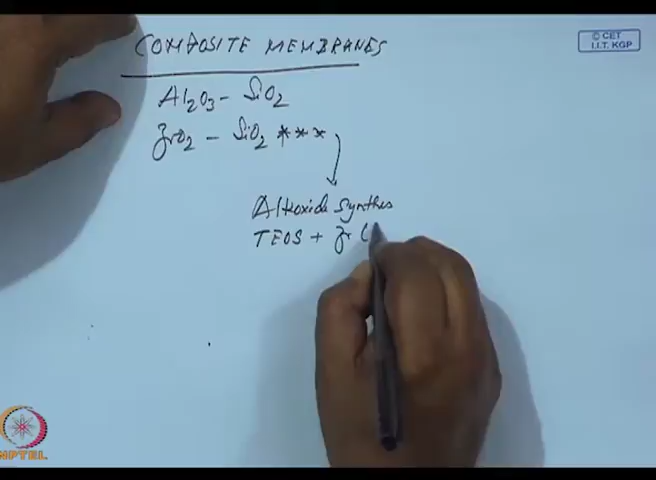 COMPOSITE MEMBRANES
© CET
I.I.T. KGP
Al2O3 - SiO2
ZrO2 - SiO2 ***
Alkoxide Synthes
TEOS + Zr (
NPTEL